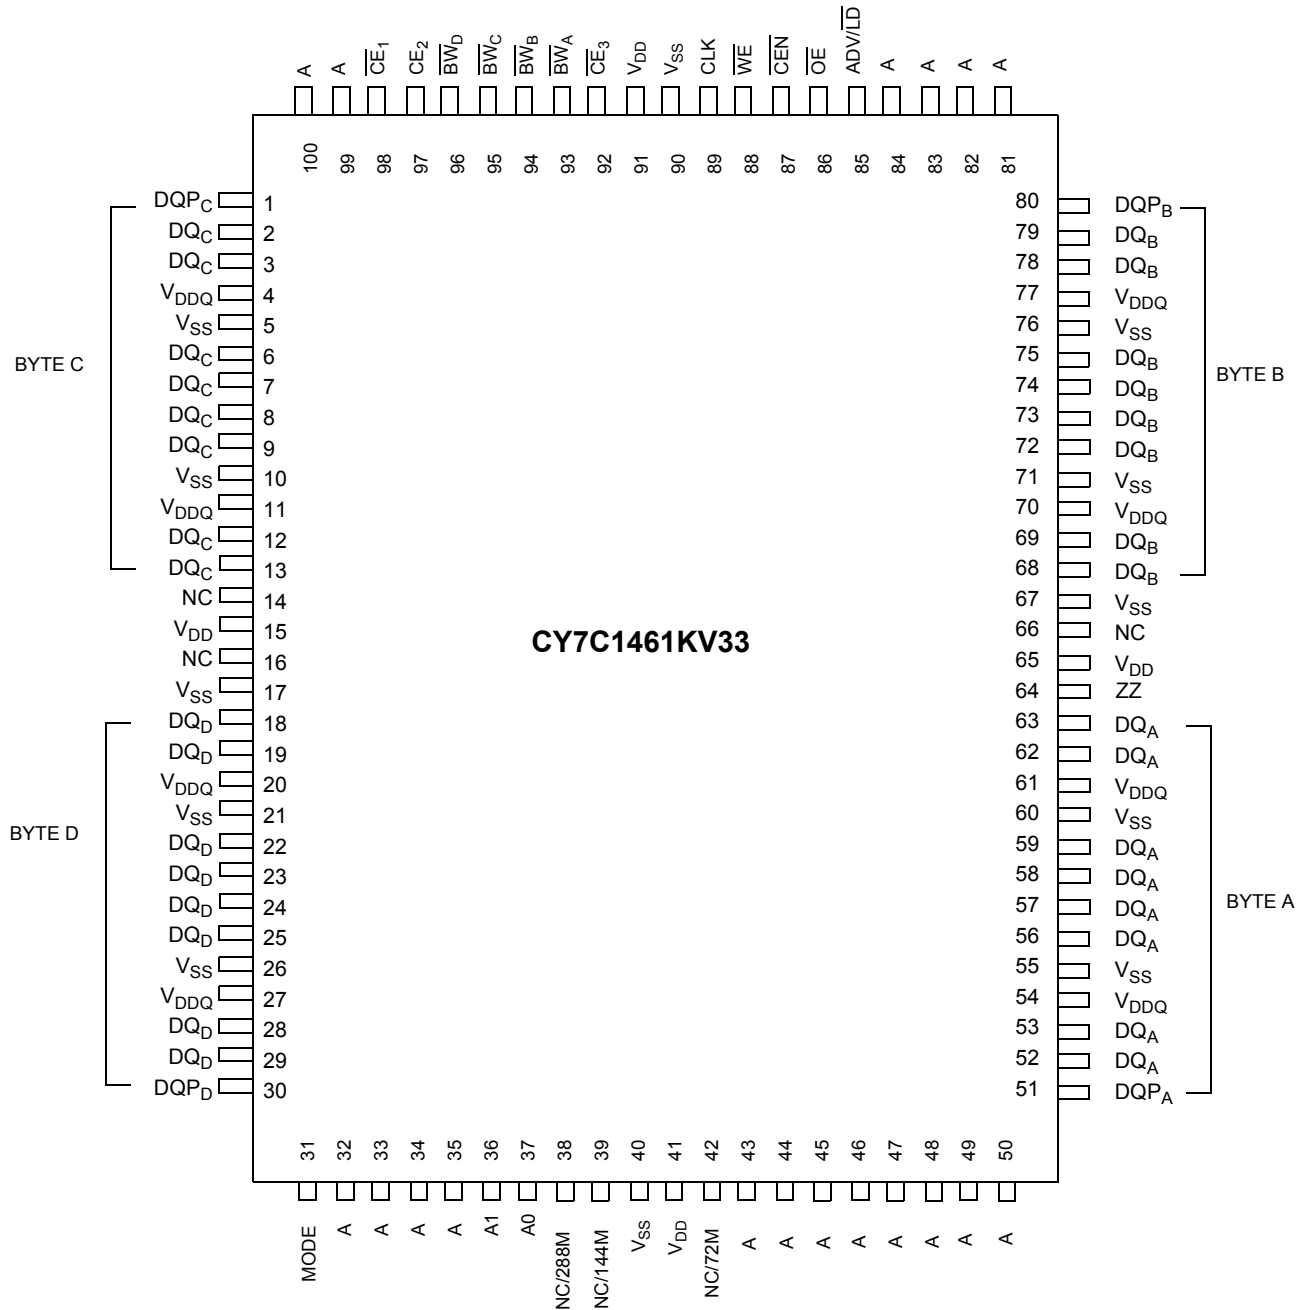 A
A
CE1
CE2
BWD
BWC
BWB
BWA
CE3
VDD
VSS
CLK
WE
CEN
OE
ADV/LD
A
A
A
A
100
99
98
97
96
95
94
93
92
91
90
89
88
87
86
85
84
83
82
81
BYTE C
DQPC 1
DQC 2
DQC 3
VDDQ 4
VSS 5
DQC 6
DQC 7
DQC 8
DQC 9
VSS 10
VDDQ 11
DQC 12
DQC 13
NC 14
VDD 15
NC 16
VSS 17
BYTE D
DQD 18
DQD 19
VDDQ 20
VSS 21
DQD 22
DQD 23
DQD 24
DQD 25
VSS 26
VDDQ 27
DQD 28
DQD 29
DQPD 30
CY7C1461KV33
80 DQPB
79 DQB
78 DQB
77 VDDQ
76 VSS
75 DQB
74 DQB
73 DQB
72 DQB
71 VSS
70 VDDQ
69 DQB
68 DQB
BYTE B
67 VSS
66 NC
65 VDD
64 ZZ
63 DQA
62 DQA
61 VDDQ
60 VSS
59 DQA
58 DQA
57 DQA
56 DQA
55 VSS
54 VDDQ
53 DQA
52 DQA
51 DQPA
BYTE A
31
32
33
34
35
36
37
38
39
40
41
42
43
44
45
46
47
48
49
50
MODE
A
A
A
A
A1
A0
NC/288M
NC/144M
VSS
VDD
NC/72M
A
A
A
A
A
A
A
A